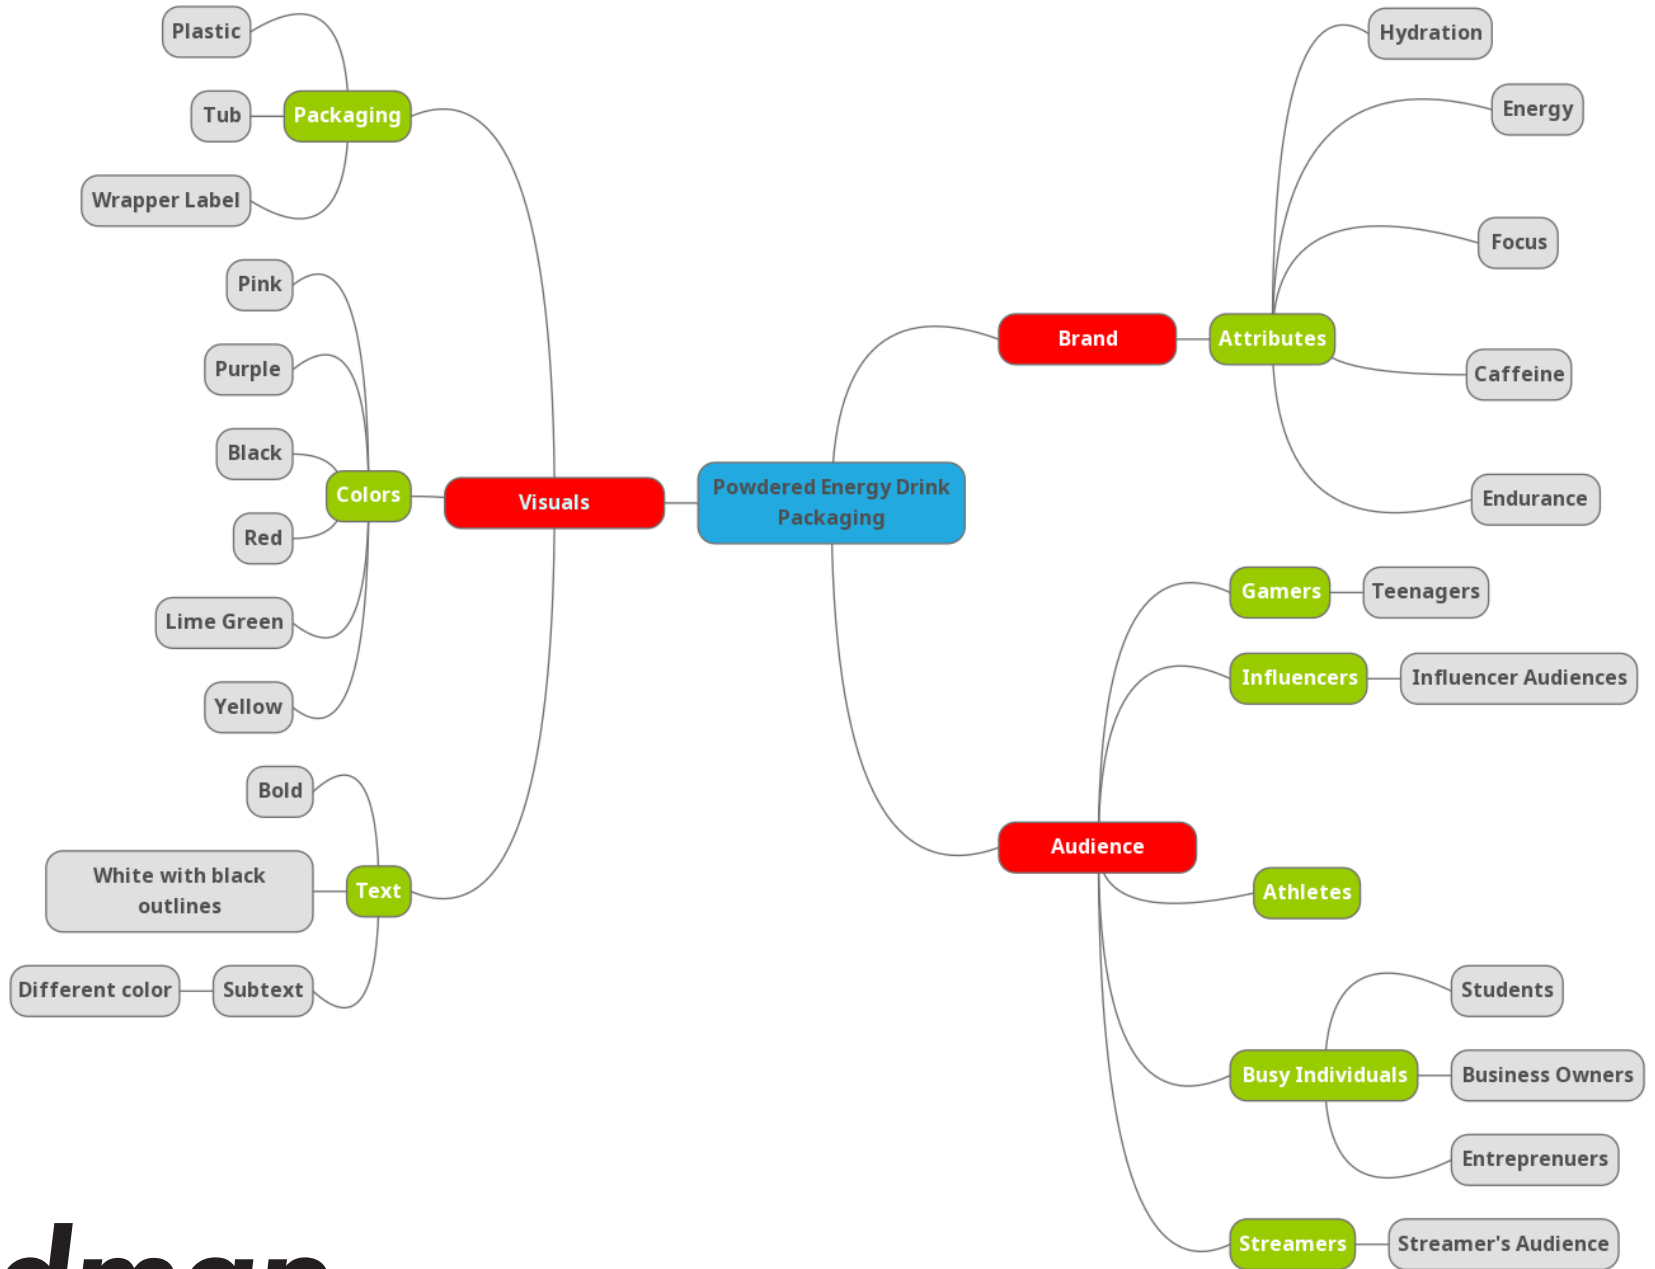 Plastic
Tub
Packaging
Wrapper Label
Pink
Purple
Black
Colors
Red
Lime Green
Yellow
Visuals
Bold
White with black
outlines
Text
Different color
Subtext
Powdered Energy Drink
Packaging
Brand
Attributes
Hydration
Energy
Focus
Caffeine
Endurance
Audience
Gamers
Teenagers
Influencers
Influencer Audiences
Athletes
Busy Individuals
Students
Business Owners
Entreprenuers
Streamers
Streamer's Audience